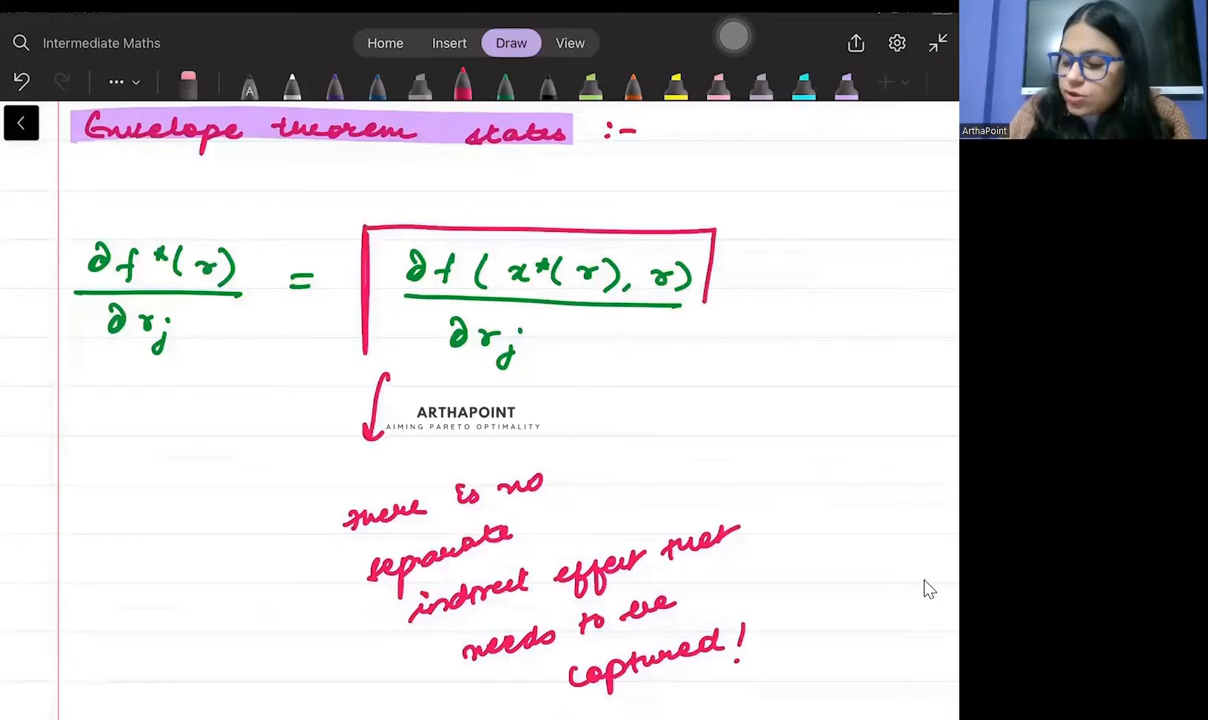 Intermediate Maths
Home Insert Draw View
A
ArthaPoint
Envelope theorem states :-
∂f*(r) = ∂f(x*(r), r)
∂rj ∂rj
ARTHAPOINT
AIMING PARETO OPTIMALITY
there is no
separate
indirect effect that
needs to be
captured!